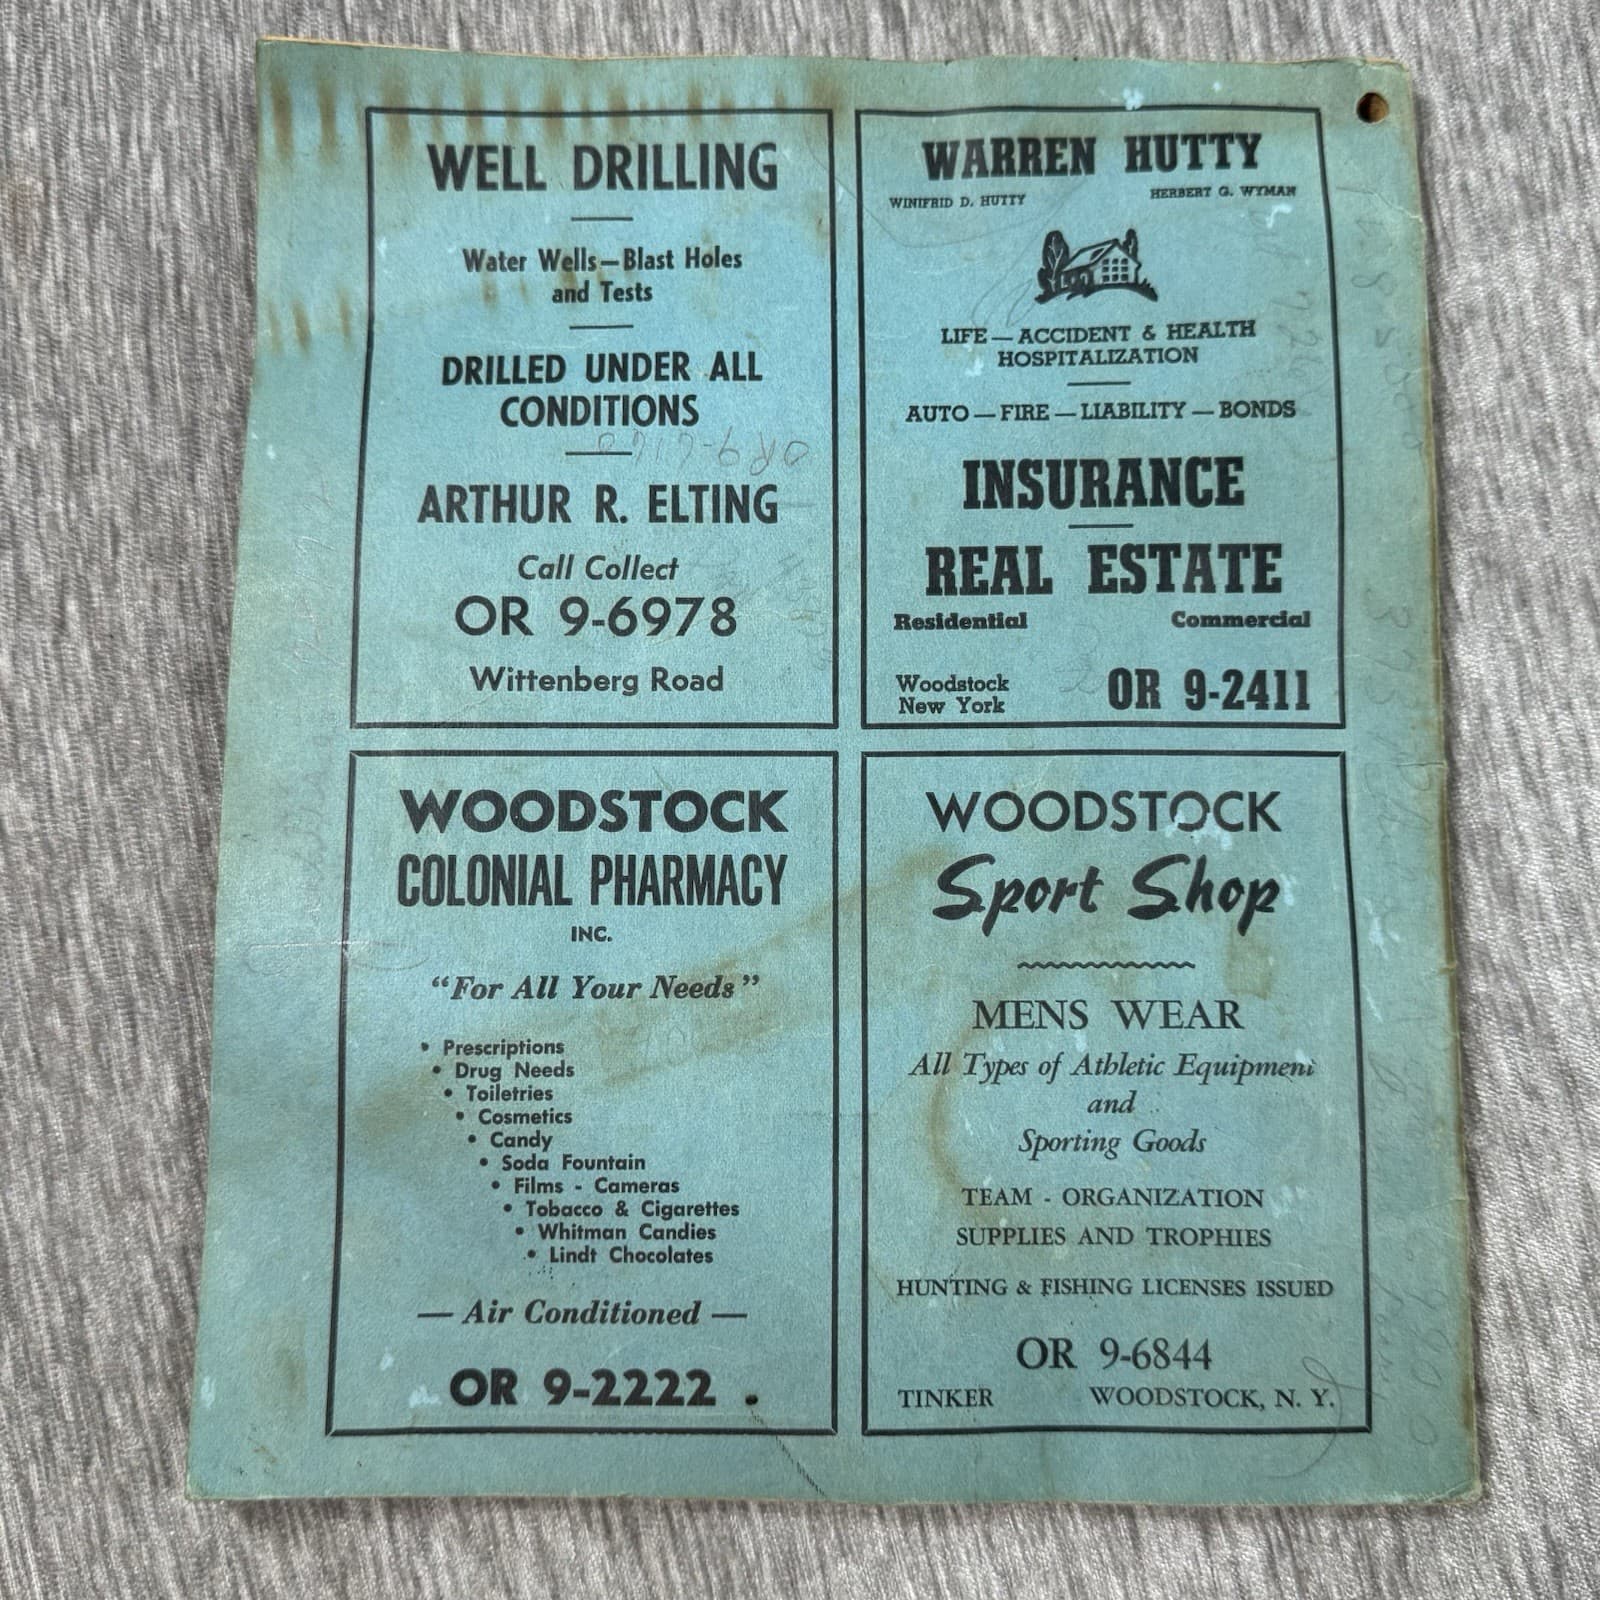 WELL DRILLING
Water Wells—Blast Holes
and Tests
DRILLED UNDER ALL
CONDITIONS
ARTHUR R. ELTING
Call Collect
OR 9-6978
Wittenberg Road
WARREN HUTTY
WINIFRID D. HUTTY HERBERT G. WYMAN
LIFE — ACCIDENT & HEALTH
HOSPITALIZATION
AUTO — FIRE — LIABILITY — BONDS
INSURANCE
REAL ESTATE
Residential Commercial
Woodstock
New York
OR 9-2411
WOODSTOCK
COLONIAL PHARMACY
INC.
“For All Your Needs”
• Prescriptions
• Drug Needs
• Toiletries
• Cosmetics
• Candy
• Soda Fountain
• Films - Cameras
• Tobacco & Cigarettes
• Whitman Candies
• Lindt Chocolates
— Air Conditioned —
OR 9-2222
WOODSTOCK
Sport Shop
MENS WEAR
All Types of Athletic Equipment
and
Sporting Goods
TEAM - ORGANIZATION
SUPPLIES AND TROPHIES
HUNTING & FISHING LICENSES ISSUED
OR 9-6844
TINKER WOODSTOCK, N. Y.